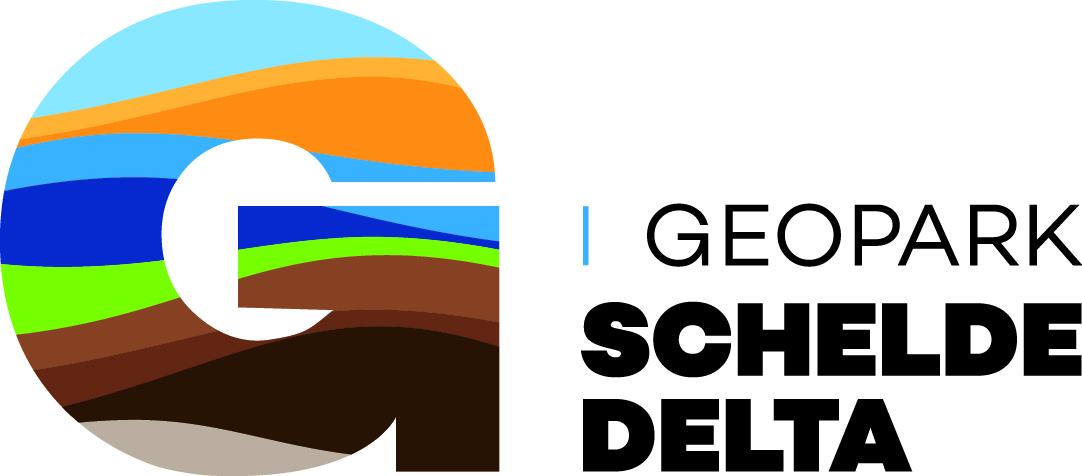 G
| GEOPARK
SCHELDE
DELTA